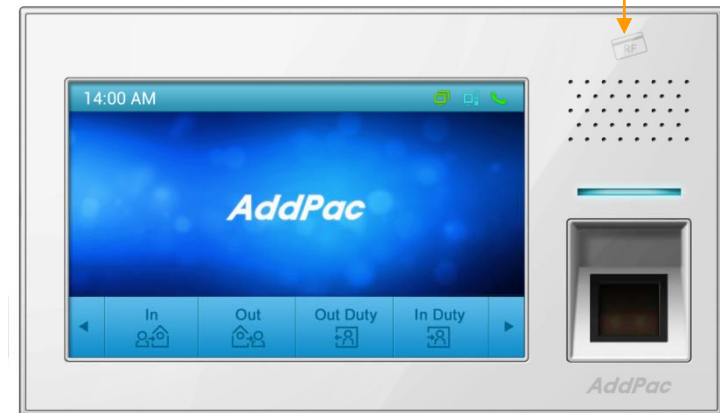 RF
14:00 AM
AddPac
In
Out
Out Duty
In Duty
AddPac